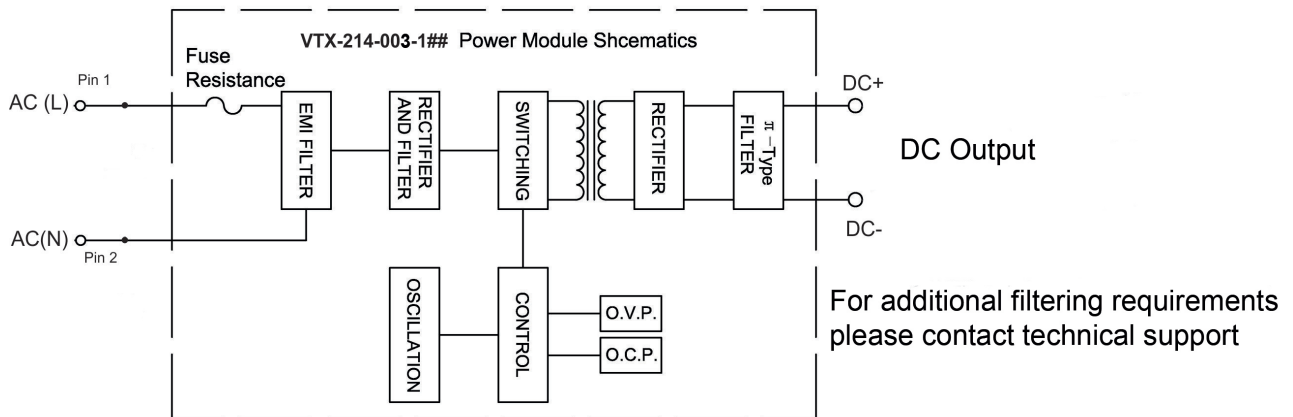 VTX-214-003-1## Power Module Shcematics
Fuse
Resistance
Pin 1
AC (L)
AC(N)
Pin 2
EMI FILTER
RECTIFIER
AND FILTER
SWITCHING
RECTIFIER
π-Type
FILTER
DC+
DC Output
DC-
OSCILLATION
CONTROL
O.V.P.
O.C.P.
For additional filtering requirements
please contact technical support